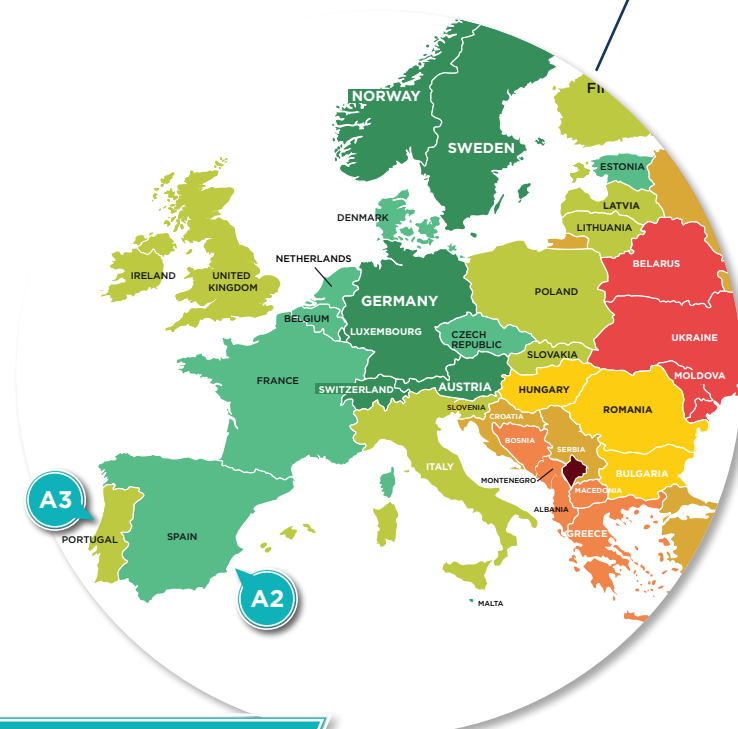 NORWAY
FI
SWEDEN
ESTONIA
LATVIA
DENMARK
LITHUANIA
NETHERLANDS
BELARUS
IRELAND
UNITED
KINGDOM
POLAND
GERMANY
BELGIUM
LUXEMBOURG
CZECH
REPUBLIC
UKRAINE
SLOVAKIA
MOLDOVA
FRANCE
SWITZERLAND
AUSTRIA
HUNGARY
SLOVENIA
ROMANIA
CROATIA
BOSNIA
SERBIA
ITALY
MONTENEGRO
BULGARIA
MACEDONIA
A3
ALBANIA
GREECE
PORTUGAL
SPAIN
A2
MALTA